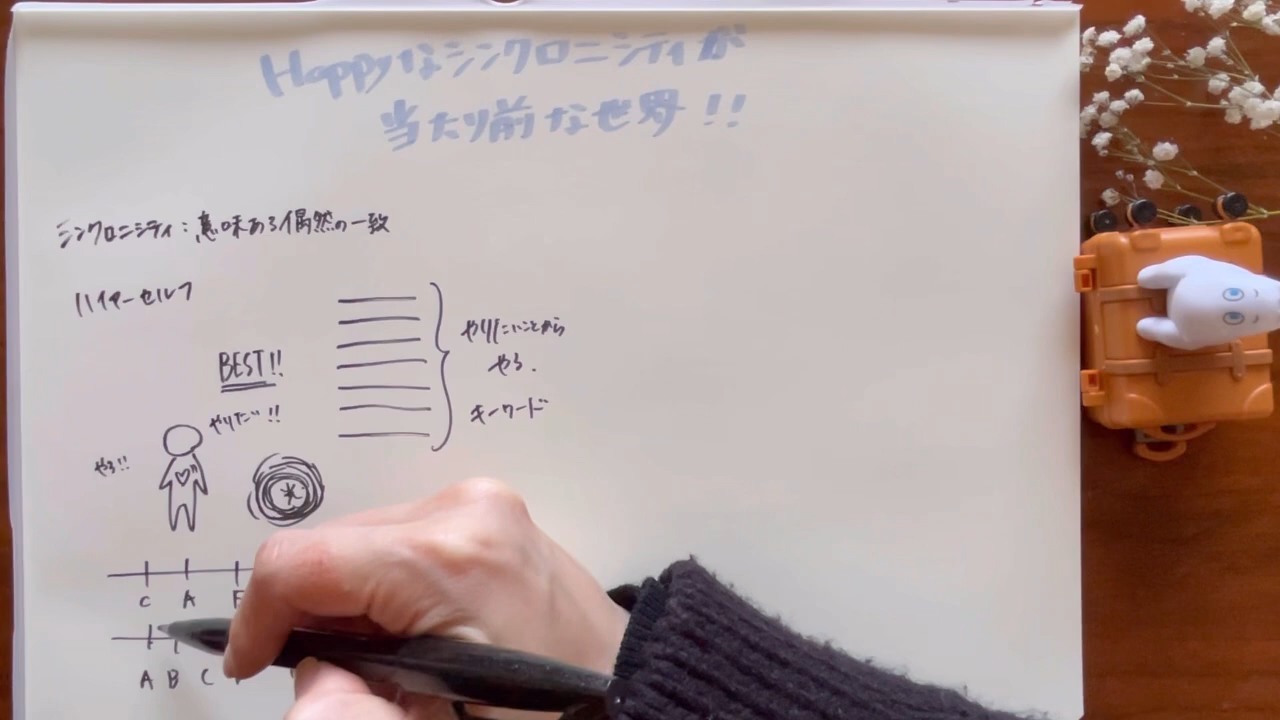 Happyなシンクロニシティが
当たり前な世界!!
シンクロニシティ:意味ある偶然の一致
ハイヤーセルフ
BEST!!
やりたいことから
やる.
キーワード
やりだい!!
やる!!
C A F
A B C